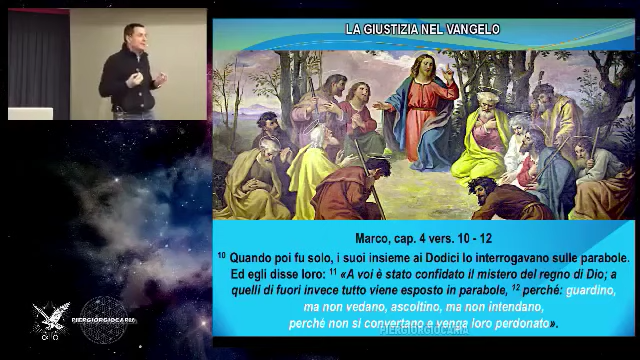 LA GIUSTIZIA NEL VANGELO
Marco, cap. 4 vers. 10 - 12
10 Quando poi fu solo, i suoi insieme ai Dodici lo interrogavano sulle parabole.
Ed egli disse loro: 11 «A voi è stato confidato il mistero del regno di Dio; a
quelli di fuori invece tutto viene esposto in parabole, 12 perché: guardino,
ma non vedano, ascoltino, ma non intendano,
perché non si convertano e venga loro perdonato».
PIERGIORGIOCARIA
PIERGIORGIOCARIA